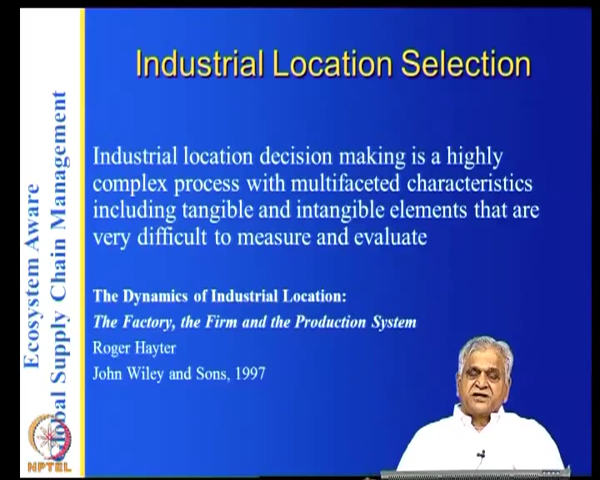 Industrial Location Selection
Industrial location decision making is a highly
complex process with multifaceted characteristics
including tangible and intangible elements that are
very difficult to measure and evaluate
The Dynamics of Industrial Location:
The Factory, the Firm and the Production System
Roger Hayter
John Wiley and Sons, 1997
Ecosystem Aware
Global Supply Chain Management
NPTEL